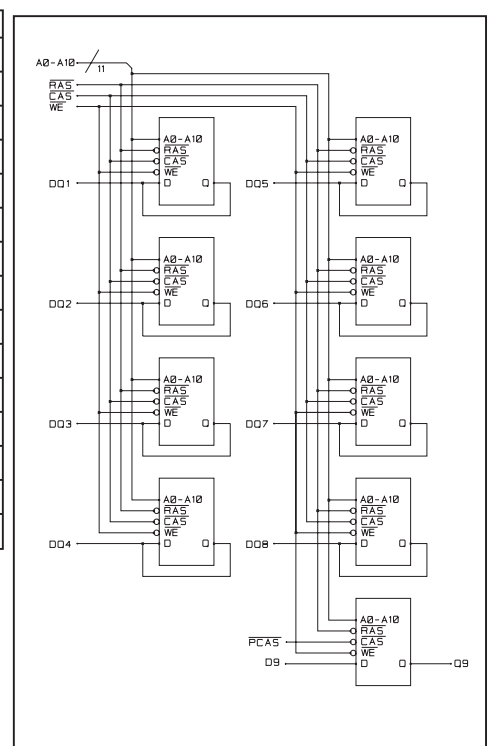 A0-A10
11
RAS
CAS
WE
A0-A10
RAS
CAS
WE
DQ1 D Q
A0-A10
RAS
CAS
WE
DQ5 D Q
A0-A10
RAS
CAS
WE
DQ2 D Q
A0-A10
RAS
CAS
WE
DQ6 D Q
A0-A10
RAS
CAS
WE
DQ3 D Q
A0-A10
RAS
CAS
WE
DQ7 D Q
A0-A10
RAS
CAS
WE
DQ4 D Q
A0-A10
RAS
CAS
WE
DQ8 D Q
A0-A10
RAS
PCAS CAS
WE
D9 D Q Q9